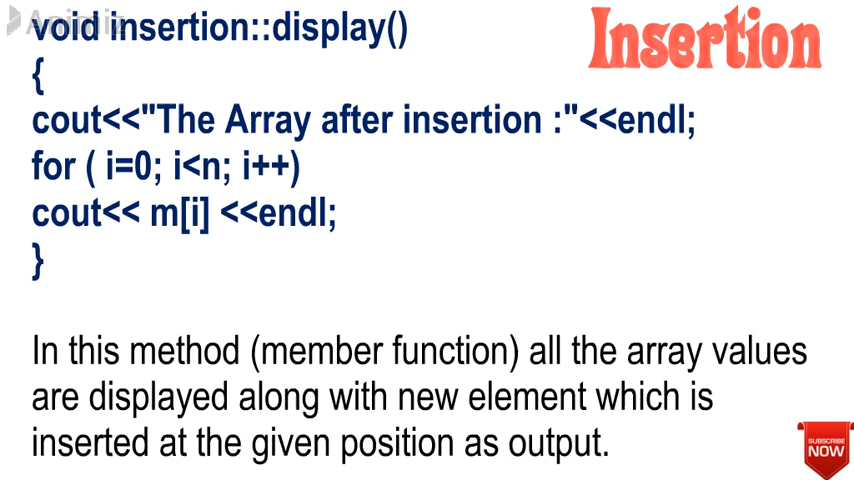 Animiz
void insertion::display()
Insertion
{
cout<<"The Array after insertion :"<<endl;
for ( i=0; i<n; i++)
cout<< m[i] <<endl;
}
In this method (member function) all the array values
are displayed along with new element which is
inserted at the given position as output.
SUBSCRIBE
NOW